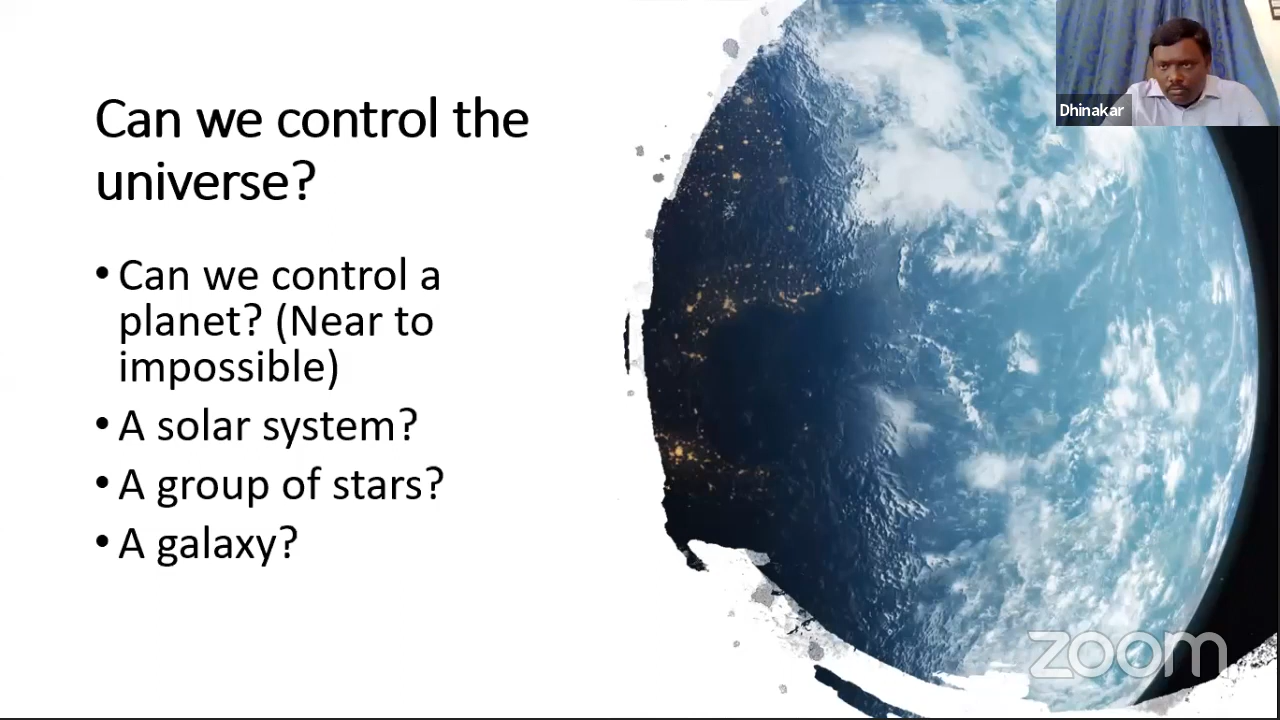 Can we control the
universe?
• Can we control a
planet? (Near to
impossible)
• A solar system?
• A group of stars?
• A galaxy?
Dhinakar
zoom